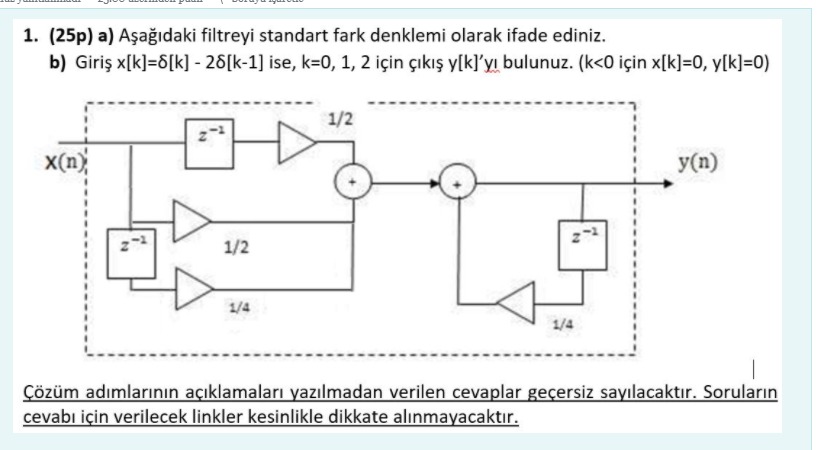 1. (25p) a) Aşağıdaki filtreyi standart fark denklemi olarak ifade ediniz.
b) Giriş x[k]=δ[k] - 2δ[k-1] ise, k=0, 1, 2 için çıkış y[k]’yı bulunuz. (k<0 için x[k]=0, y[k]=0)
1/2
z⁻¹
X(n)
+
+
y(n)
z⁻¹
1/2
z⁻¹
1/4
1/4
Çözüm adımlarının açıklamaları yazılmadan verilen cevaplar geçersiz sayılacaktır. Soruların
cevabı için verilecek linkler kesinlikle dikkate alınmayacaktır.